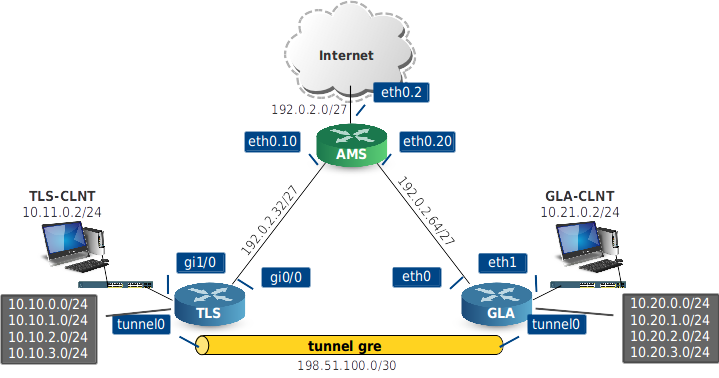 Internet
eth0.2
192.0.2.0/27
eth0.10
eth0.20
AMS
TLS-CLNT
10.11.0.2/24
GLA-CLNT
10.21.0.2/24
192.0.2.32/27
192.0.2.64/27
gi1/0
gi0/0
eth0
eth1
10.10.0.0/24
10.10.1.0/24
10.10.2.0/24
10.10.3.0/24
tunnel0
TLS
GLA
tunnel0
10.20.0.0/24
10.20.1.0/24
10.20.2.0/24
10.20.3.0/24
tunnel gre
198.51.100.0/30